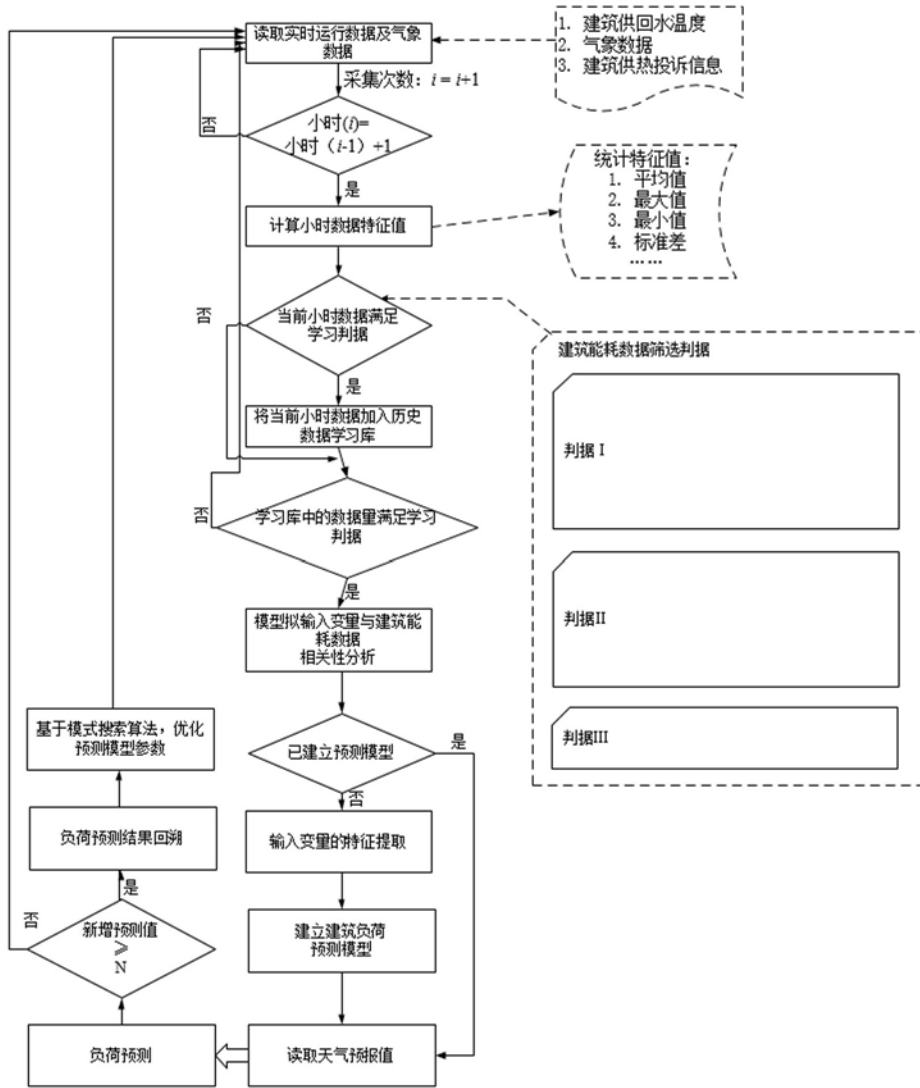 读取实时运行数据及气象
数据
1. 建筑供回水温度
2. 气象数据
3. 建筑供热投诉信息
采集次数：i = i+1
否
小时(i)=
小时（i-1）+1
是
统计特征值：
1. 平均值
2. 最大值
3. 最小值
4. 标准差
……
计算小时数据特征值
否
当前小时数据满足
学习判据
是
建筑能耗数据筛选判据
判据 I
判据II
判据III
将当前小时数据加入历史
数据学习库
否
学习库中的数据量满足学习
判据
是
模型拟输入变量与建筑能
耗数据
相关性分析
已建立预测模型
是
否
输入变量的特征提取
建立建筑负荷
预测模型
读取天气预报值
负荷预测
新增预测值
≥
N
否
是
负荷预测结果回溯
基于模式搜索算法，优化
预测模型参数